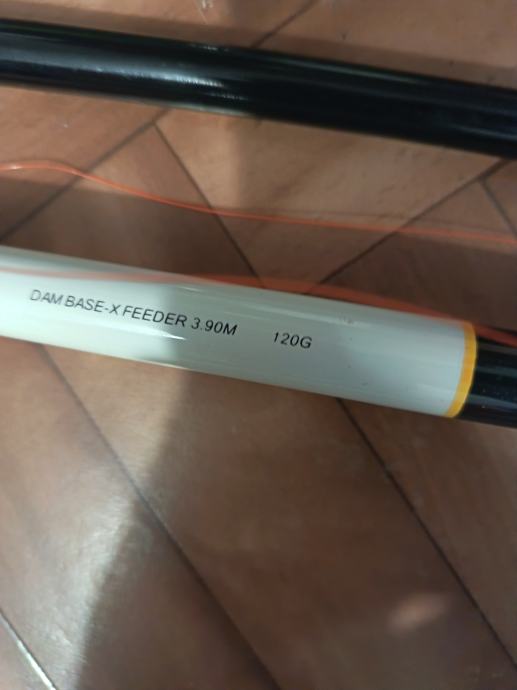 DAM BASE-X FEEDER 3.90M 120G